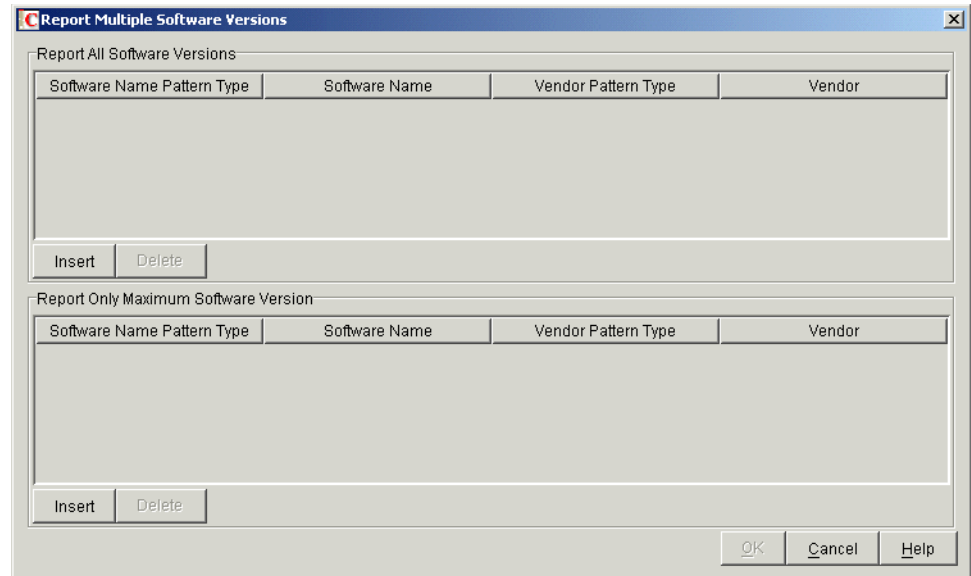 C Report Multiple Software Versions
Report All Software Versions
Software Name Pattern Type Software Name Vendor Pattern Type Vendor
Insert Delete
Report Only Maximum Software Version
Software Name Pattern Type Software Name Vendor Pattern Type Vendor
Insert Delete
OK Cancel Help